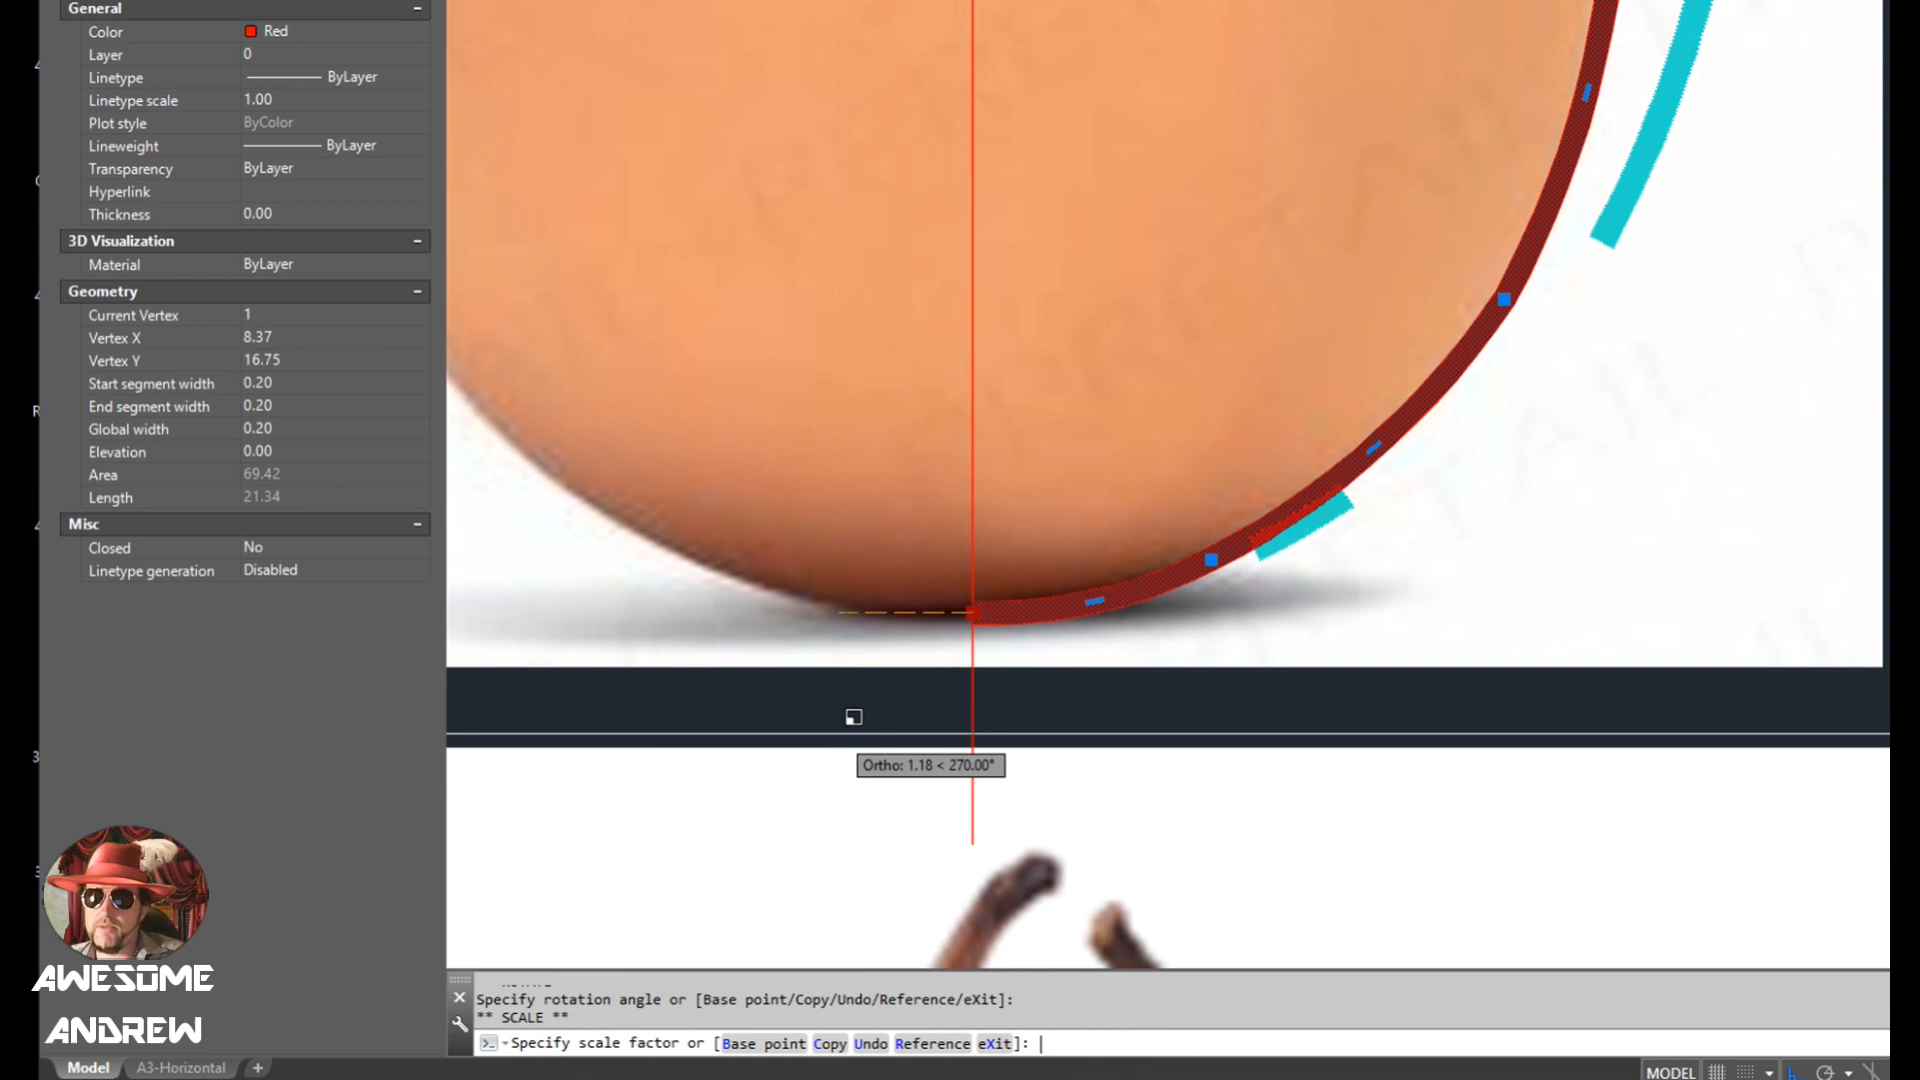 General
Color Red
Layer 0
Linetype ByLayer
Linetype scale 1.00
Plot style ByColor
Lineweight ByLayer
Transparency ByLayer
Hyperlink
Thickness 0.00
3D Visualization
Material ByLayer
Geometry
Current Vertex 1
Vertex X 8.37
Vertex Y 16.75
Start segment width 0.20
End segment width 0.20
Global width 0.20
Elevation 0.00
Area 69.42
Length 21.34
Misc
Closed No
Linetype generation Disabled
Ortho: 1.18 < 270.00°
AWESOME
ANDREW
Specify rotation angle or [Base point/Copy/Undo/Reference/eXit]:
** SCALE **
Specify scale factor or [Base point Copy Undo Reference eXit]:
Model A3-Horizontal +
MODEL